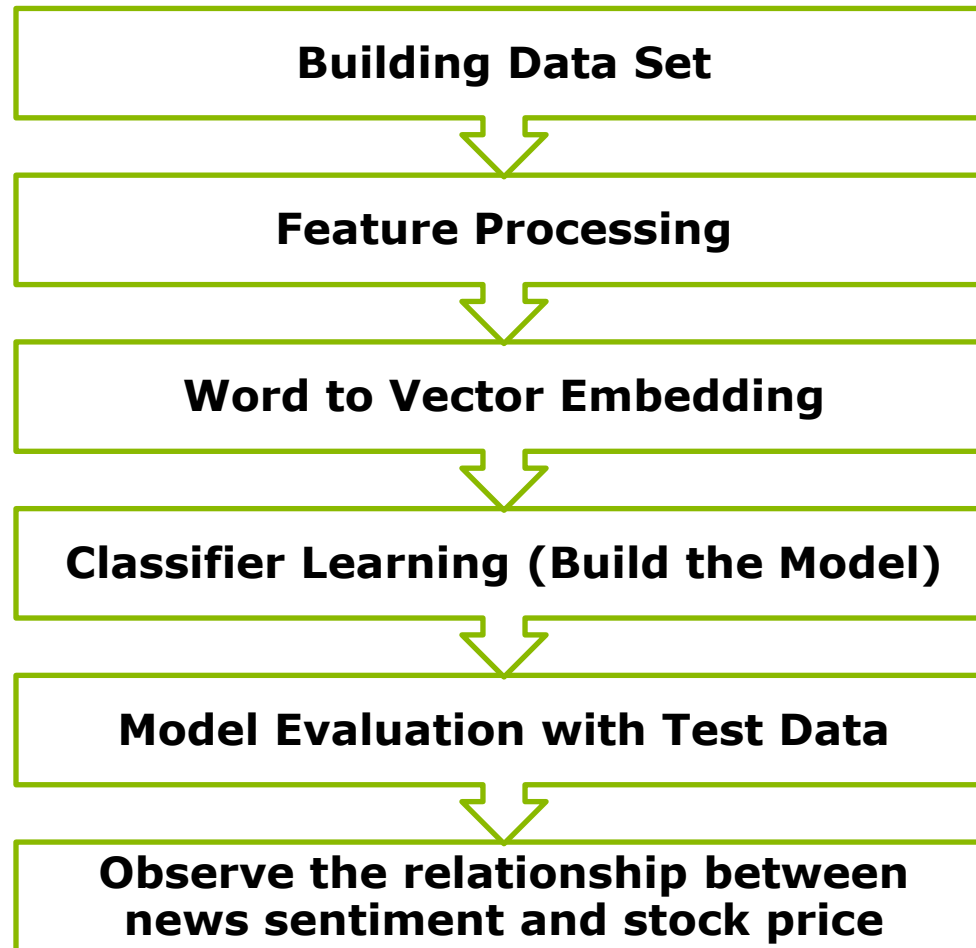 Building Data Set
Feature Processing
Word to Vector Embedding
Classifier Learning (Build the Model)
Model Evaluation with Test Data
Observe the relationship between
news sentiment and stock price